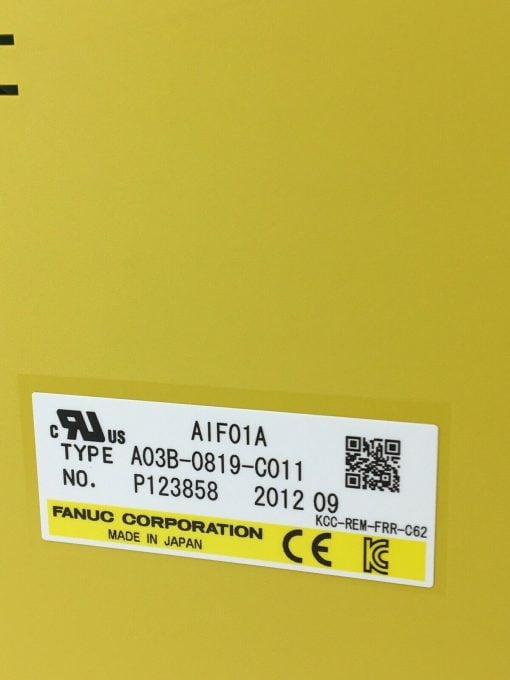 AIF01A
c RU US
TYPE A03B-0819-C011
NO. P123858 2012 09
KCC-REM-FRR-C62
FANUC CORPORATION
MADE IN JAPAN
CE